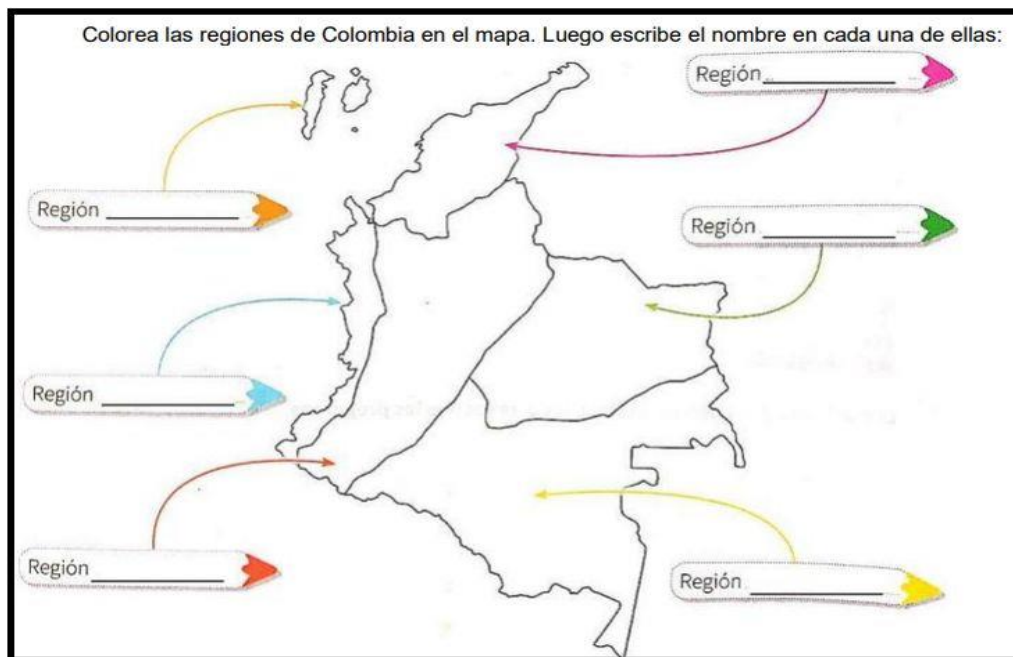 Colorea las regiones de Colombia en el mapa. Luego escribe el nombre en cada una de ellas:
Región
Región
Región
Región
Región
Región